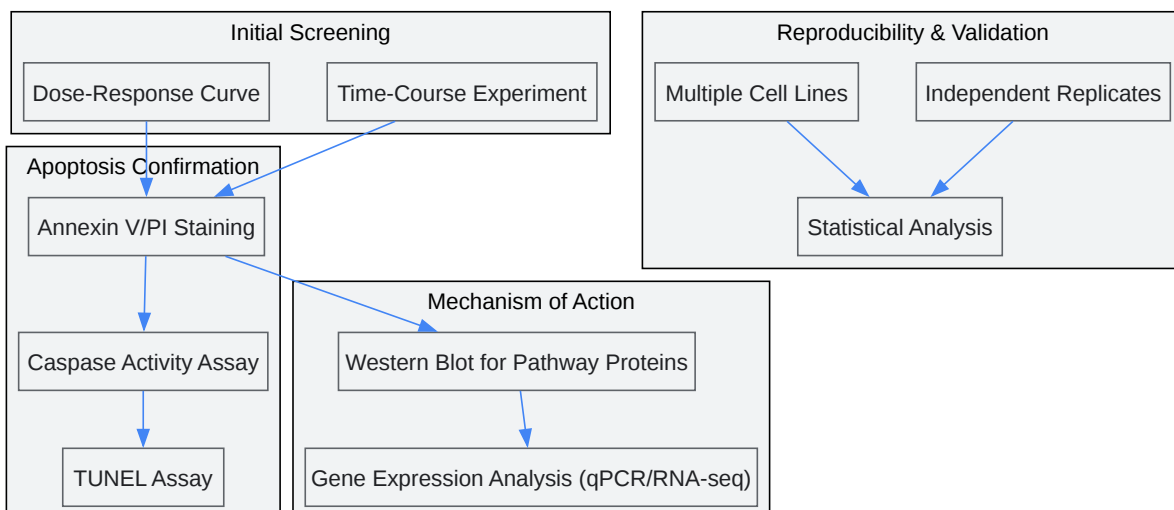 Initial Screening
Dose-Response Curve
Time-Course Experiment
Reproducibility & Validation
Multiple Cell Lines
Independent Replicates
Statistical Analysis
Apoptosis Confirmation
Annexin V/PI Staining
Caspase Activity Assay
TUNEL Assay
Mechanism of Action
Western Blot for Pathway Proteins
Gene Expression Analysis (qPCR/RNA-seq)